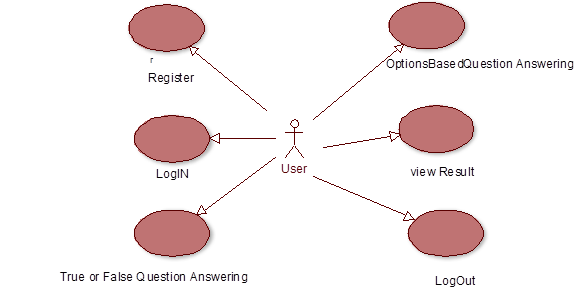 r
Register
OptionsBasedQuestion Answering
LogIN
User
view Result
True or False Question Answering
LogOut